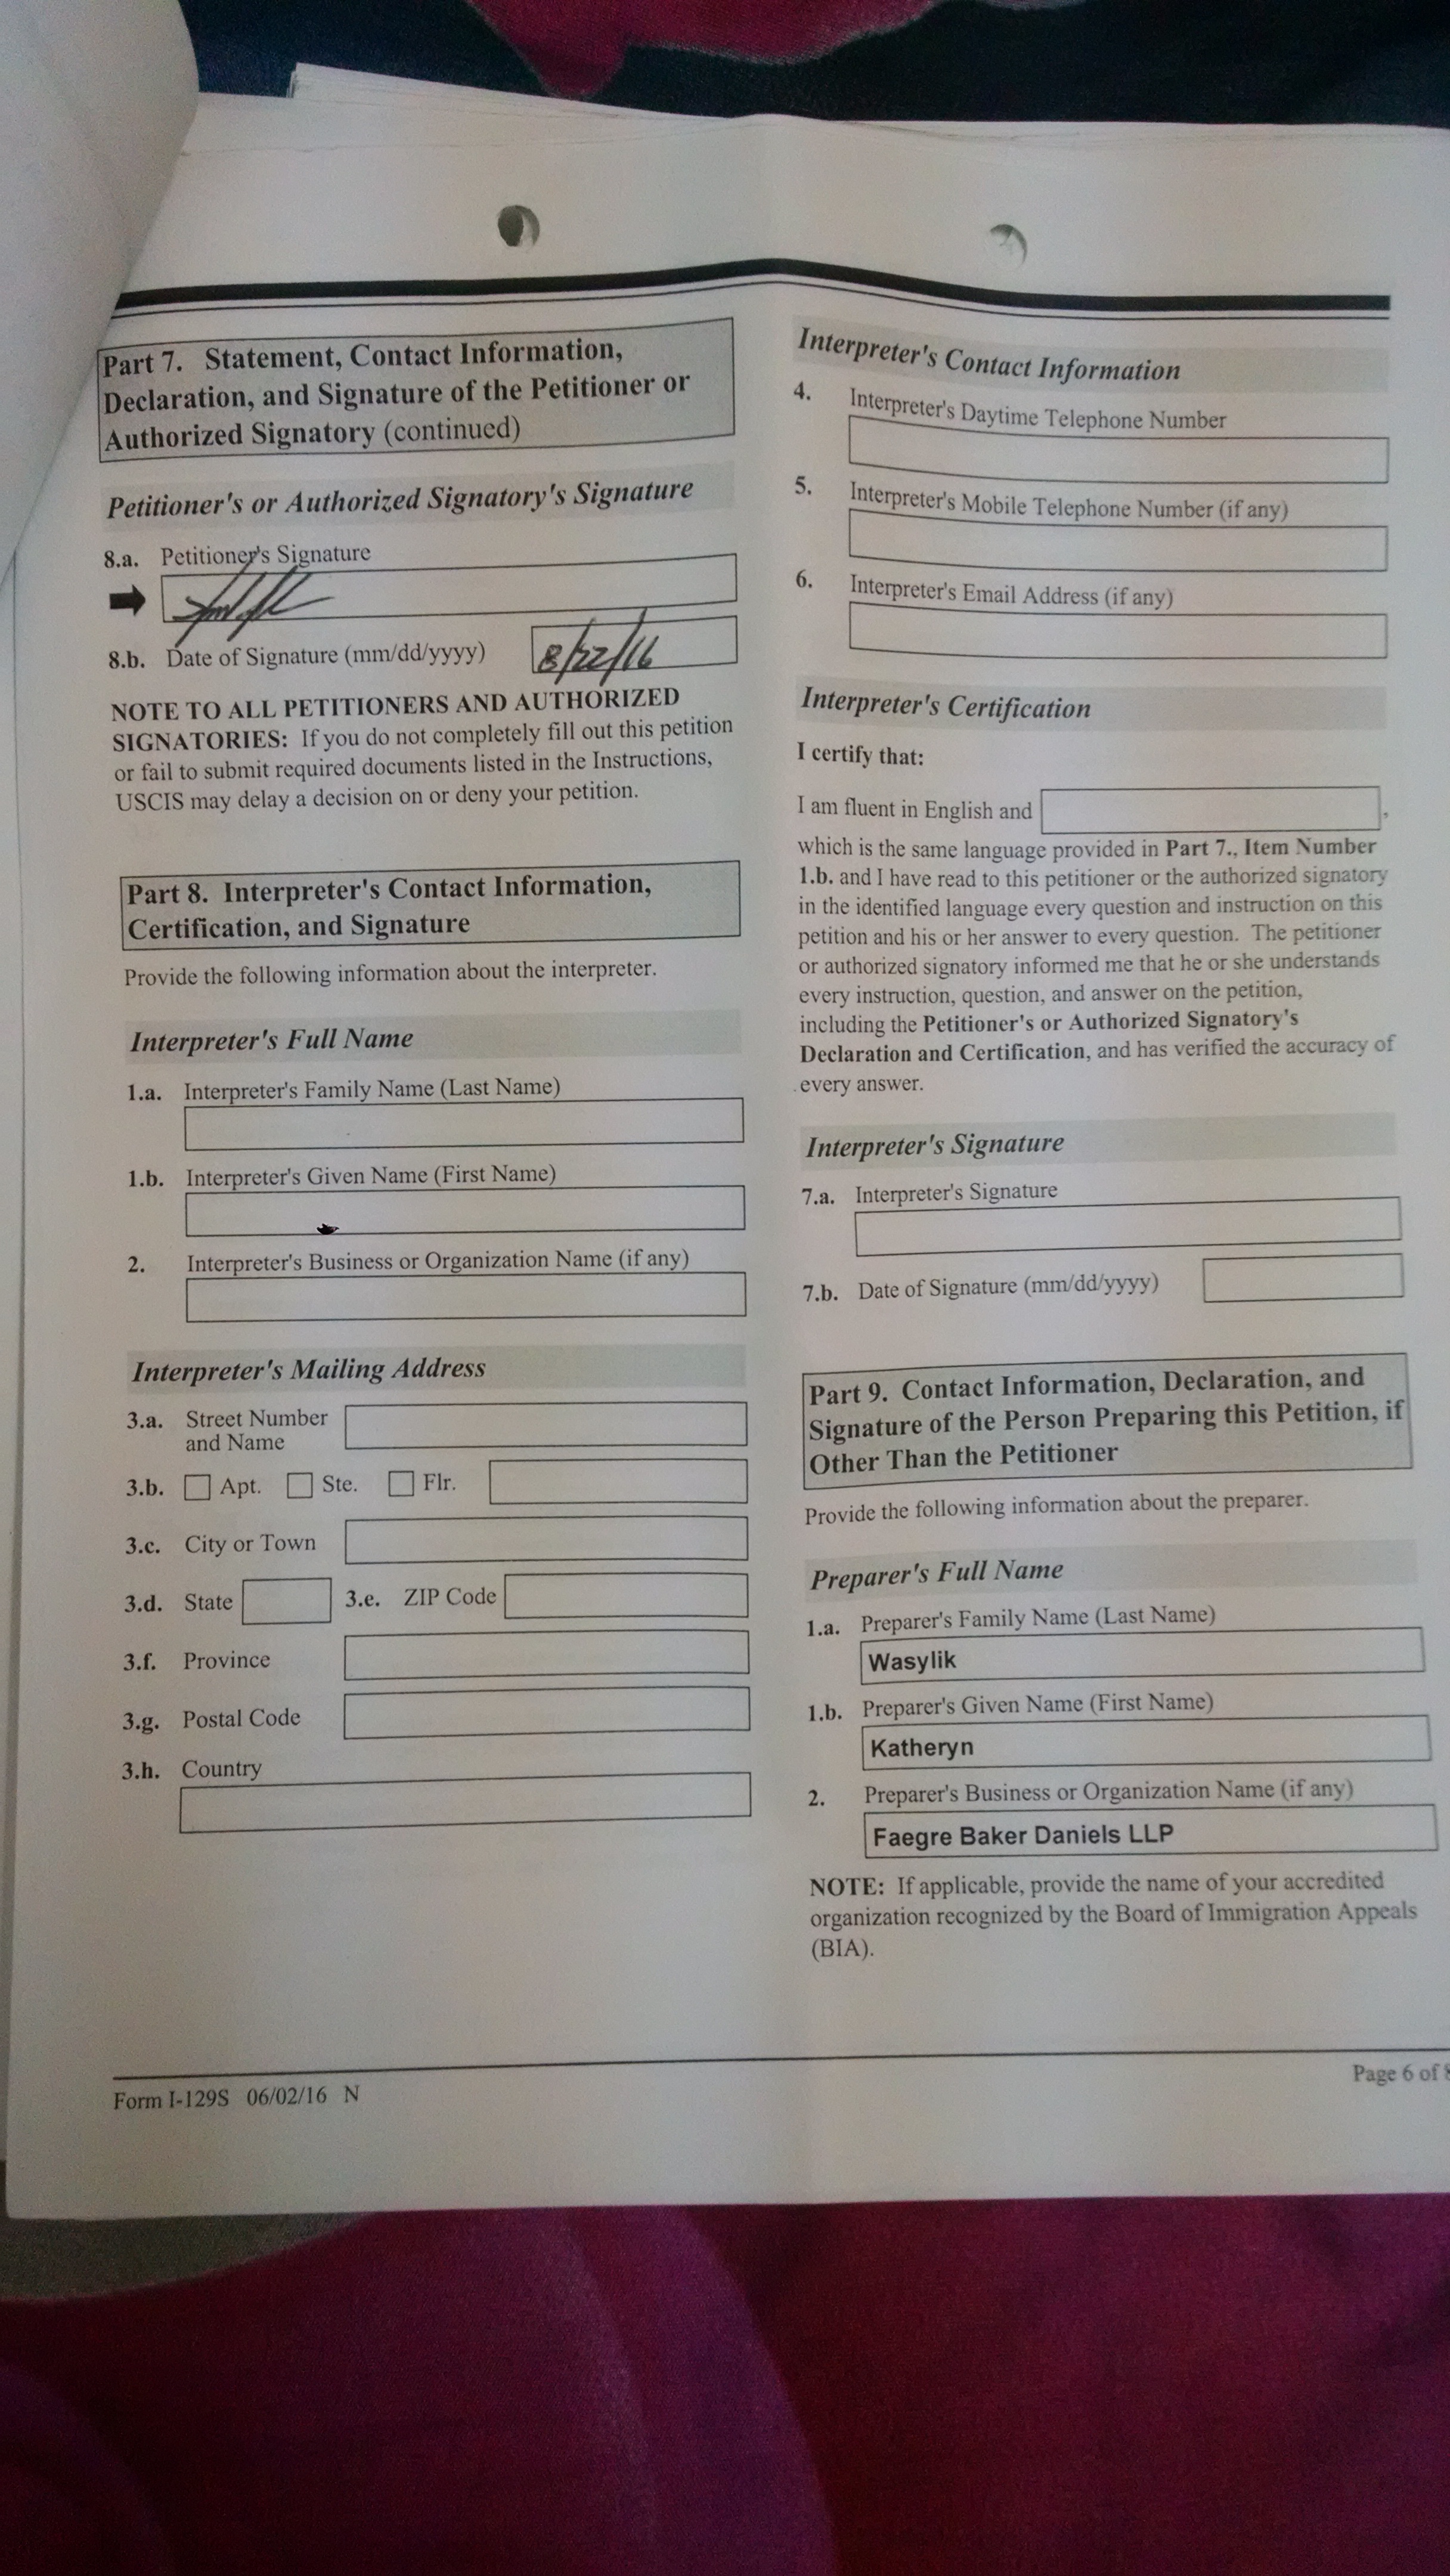 Part 7. Statement, Contact Information,
Declaration, and Signature of the Petitioner or
Authorized Signatory (continued)
Petitioner's or Authorized Signatory's Signature
8.a. Petitioner's Signature
8.b. Date of Signature (mm/dd/yyyy) 8/22/16
NOTE TO ALL PETITIONERS AND AUTHORIZED
SIGNATORIES: If you do not completely fill out this petition
or fail to submit required documents listed in the Instructions,
USCIS may delay a decision on or deny your petition.
Part 8. Interpreter's Contact Information,
Certification, and Signature
Provide the following information about the interpreter.
Interpreter's Full Name
1.a. Interpreter's Family Name (Last Name)
1.b. Interpreter's Given Name (First Name)
2. Interpreter's Business or Organization Name (if any)
Interpreter's Mailing Address
3.a. Street Number
and Name
3.b. Apt. Ste. Flr.
3.c. City or Town
3.d. State 3.e. ZIP Code
3.f. Province
3.g. Postal Code
3.h. Country
Interpreter's Contact Information
4. Interpreter's Daytime Telephone Number
5. Interpreter's Mobile Telephone Number (if any)
6. Interpreter's Email Address (if any)
Interpreter's Certification
I certify that:
I am fluent in English and ,
which is the same language provided in Part 7., Item Number
1.b. and I have read to this petitioner or the authorized signatory
in the identified language every question and instruction on this
petition and his or her answer to every question. The petitioner
or authorized signatory informed me that he or she understands
every instruction, question, and answer on the petition,
including the Petitioner's or Authorized Signatory's
Declaration and Certification, and has verified the accuracy of
every answer.
Interpreter's Signature
7.a. Interpreter's Signature
7.b. Date of Signature (mm/dd/yyyy)
Part 9. Contact Information, Declaration, and
Signature of the Person Preparing this Petition, if
Other Than the Petitioner
Provide the following information about the preparer.
Preparer's Full Name
1.a. Preparer's Family Name (Last Name)
Wasylik
1.b. Preparer's Given Name (First Name)
Katheryn
2. Preparer's Business or Organization Name (if any)
Faegre Baker Daniels LLP
NOTE: If applicable, provide the name of your accredited
organization recognized by the Board of Immigration Appeals
(BIA).
Form I-129S 06/02/16 N
Page 6 of 8